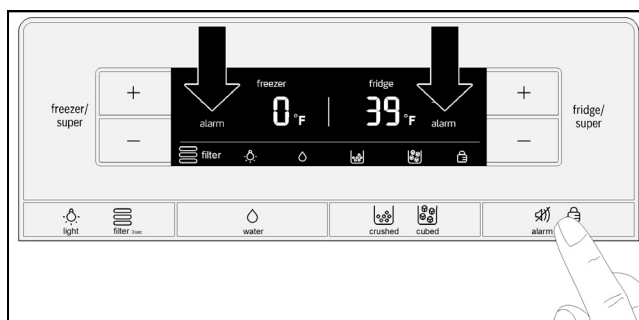 freezer/
super
+
−
freezer
0 °F
alarm
fridge
39 °F
alarm
filter
+
−
fridge/
super
light
filter 3sec
water
crushed
cubed
alarm